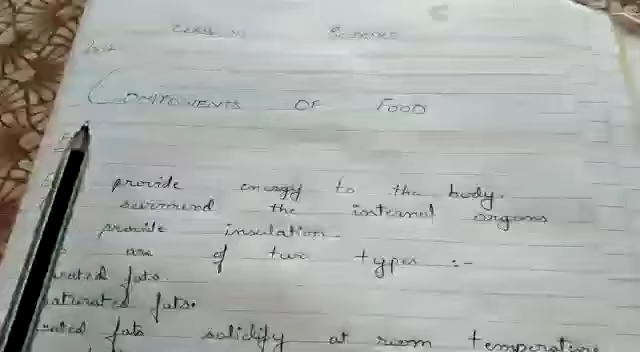 Class VI Science
COMPONENTS OF FOOD
provide energy to the body.
surround the internal organs
provide insulation.
are of two types :-
fats.
fats.
fats solidify at room temperature